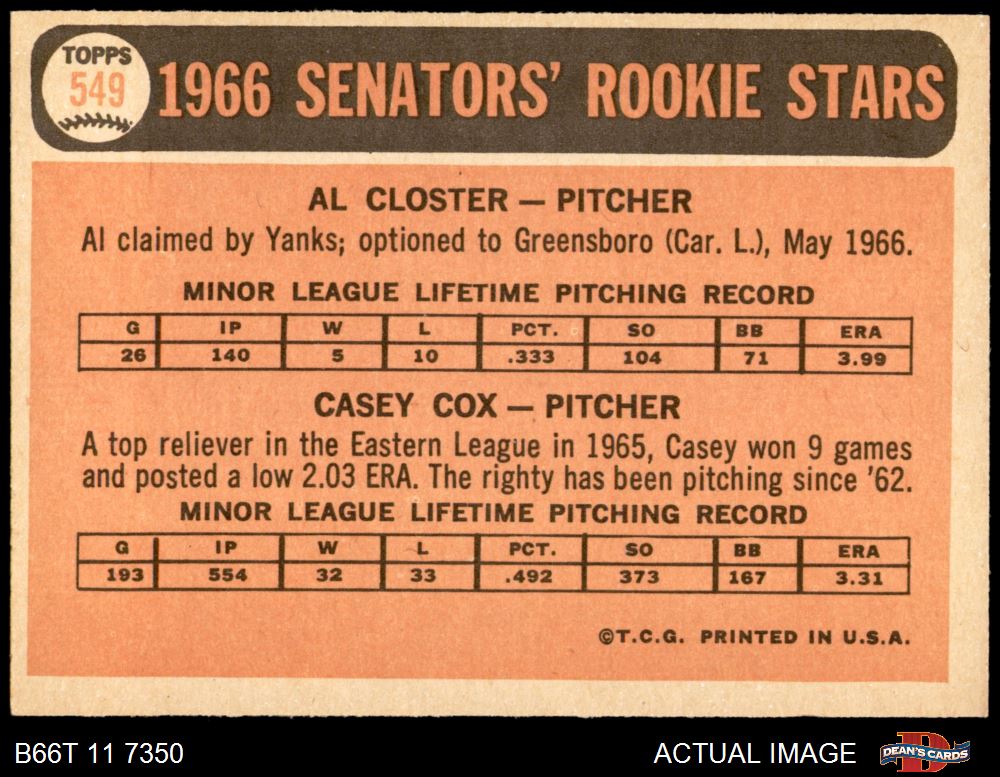 TOPPS
549
1966 SENATORS' ROOKIE STARS
AL CLOSTER — PITCHER
Al claimed by Yanks; optioned to Greensboro (Car. L.), May 1966.
MINOR LEAGUE LIFETIME PITCHING RECORD
G IP W L PCT. SO BB ERA
26 140 5 10 .333 104 71 3.99
CASEY COX — PITCHER
A top reliever in the Eastern League in 1965, Casey won 9 games
and posted a low 2.03 ERA. The righty has been pitching since '62.
MINOR LEAGUE LIFETIME PITCHING RECORD
G IP W L PCT. SO BB ERA
193 554 32 33 .492 373 167 3.31
©T.C.G. PRINTED IN U.S.A.
B66T 11 7350
ACTUAL IMAGE
DEAN'S CARDS